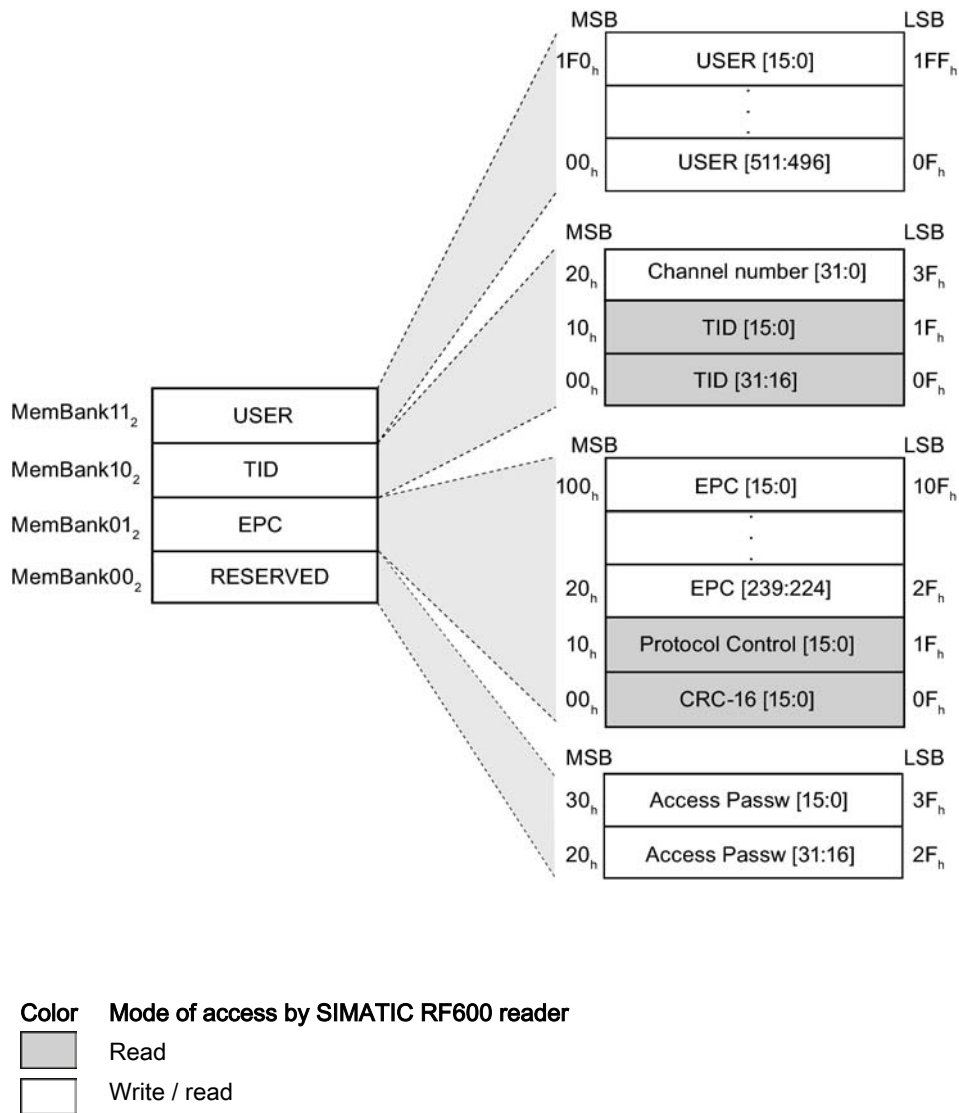 MSB LSB
1F0h USER [15:0] 1FFh
00h USER [511:496] 0Fh
MSB LSB
20h Channel number [31:0] 3Fh
10h TID [15:0] 1Fh
00h TID [31:16] 0Fh
MemBank112 USER
MemBank102 TID
MemBank012 EPC
MemBank002 RESERVED
MSB LSB
100h EPC [15:0] 10Fh
20h EPC [239:224] 2Fh
10h Protocol Control [15:0] 1Fh
00h CRC-16 [15:0] 0Fh
MSB LSB
30h Access Passw [15:0] 3Fh
20h Access Passw [31:16] 2Fh
Color Mode of access by SIMATIC RF600 reader
Read
Write / read